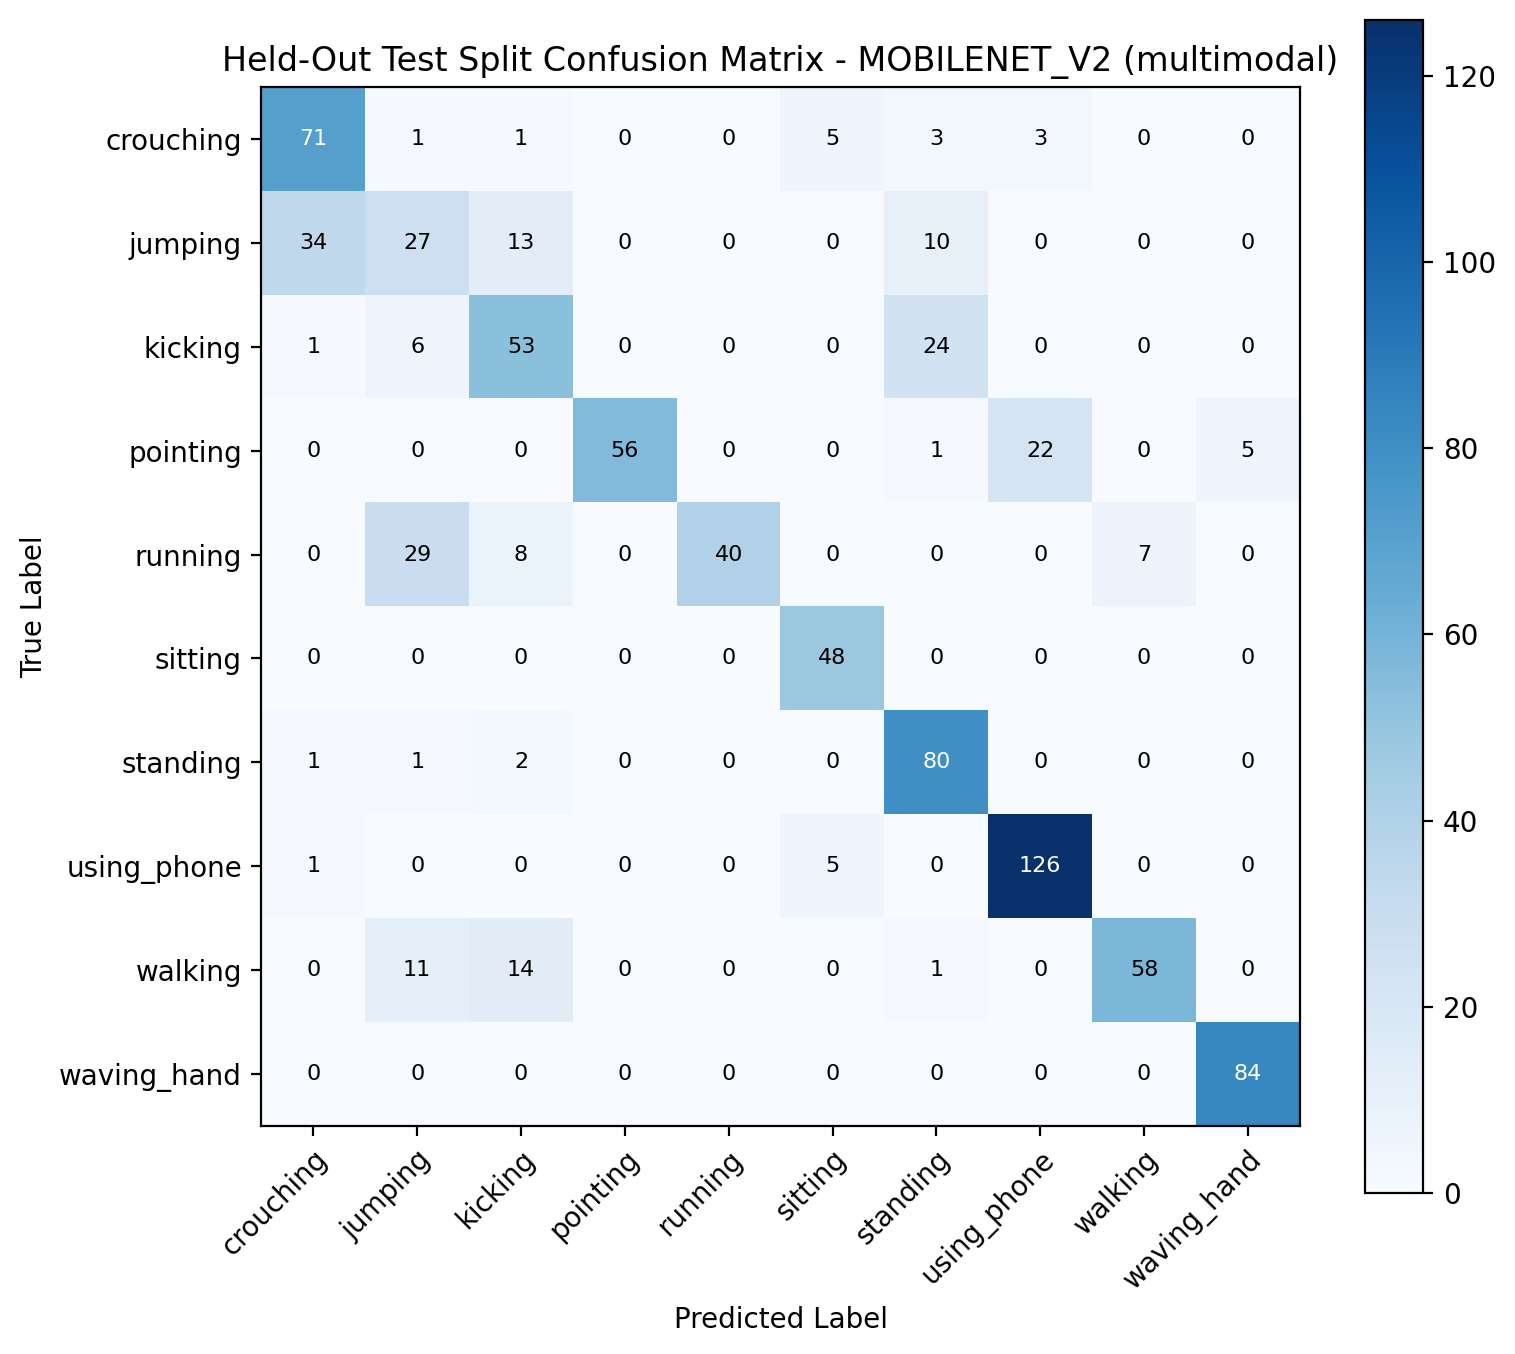 Held-Out Test Split Confusion Matrix - MOBILENET_V2 (multimodal)
crouching 71 1 1 0 0 5 3 3 0 0
jumping 34 27 13 0 0 0 10 0 0 0
kicking 1 6 53 0 0 0 24 0 0 0
pointing 0 0 0 56 0 0 1 22 0 5
running 0 29 8 0 40 0 0 0 7 0
sitting 0 0 0 0 0 48 0 0 0 0
standing 1 1 2 0 0 0 80 0 0 0
using_phone 1 0 0 0 0 5 0 126 0 0
walking 0 11 14 0 0 0 1 0 58 0
waving_hand 0 0 0 0 0 0 0 0 0 84
crouching jumping kicking pointing running sitting standing using_phone walking waving_hand
Predicted Label
True Label
120
100
80
60
40
20
0